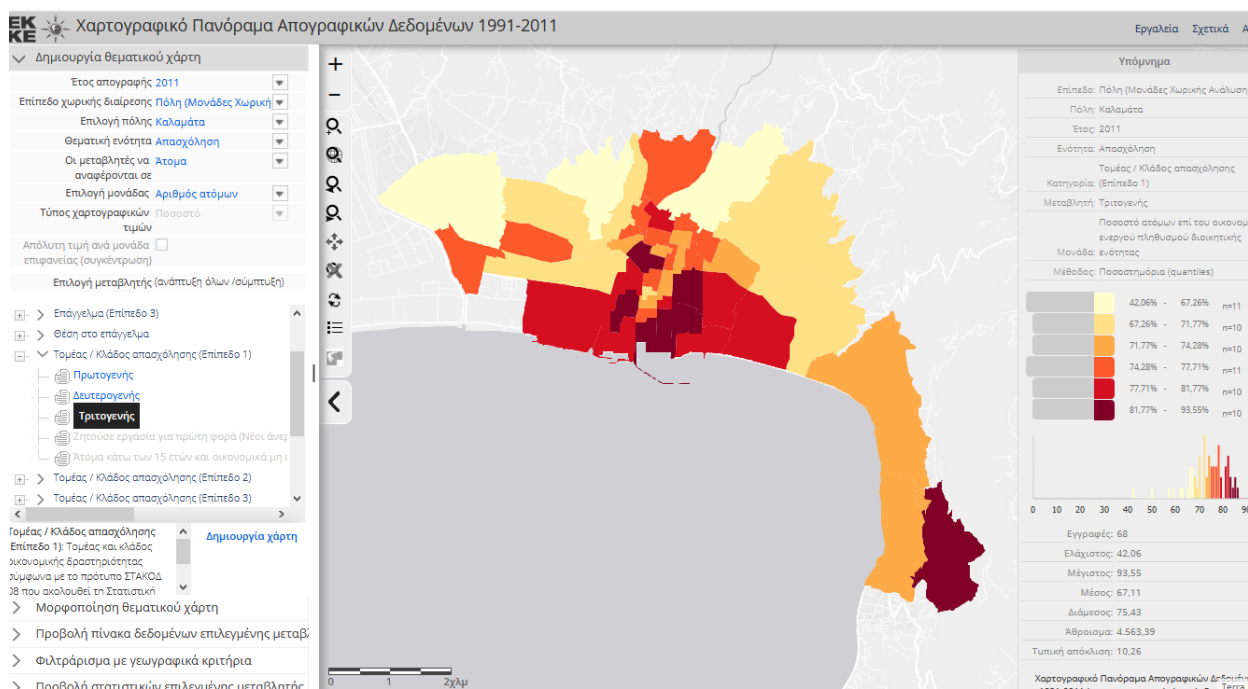 EK
KE
Χαρτογραφικό Πανόραμα Απογραφικών Δεδομένων 1991-2011
Εργαλεία Σχετικά
Δημιουργία θεματικού χάρτη
Έτος απογραφής 2011
Επίπεδο χωρικής διαίρεσης Πόλη (Μονάδες Χωρική
Επιλογή πόλης Καλαμάτα
Θεματική ενότητα Απασχόληση
Οι μεταβλητές να Άτομα
αναφέρονται σε
Επιλογή μονάδας Αριθμός ατόμων
Τύπος χαρτογραφικών Ποσοστό
τιμών
Απόλυτη τιμή ανά μονάδα
επιφανείας (συγκέντρωση)
Επιλογή μεταβλητής (ανάπτυξη όλων /σύμπτυξη)
Επάγγελμα (Επίπεδο 3)
Θέση στο επάγγελμα
Τομέας / Κλάδος απασχόλησης (Επίπεδο 1)
Πρωτογενής
Δευτερογενής
Τριτογενής
Ζητούσε εργασία για πρώτη φορά (Νέοι άνεργ
Άτομα κάτω των 15 ετών και οικονομικά μη ε
Τομέας / Κλάδος απασχόλησης (Επίπεδο 2)
Τομέας / Κλάδος απασχόλησης (Επίπεδο 3)
Τομέας / Κλάδος απασχόλησης
(Επίπεδο 1): Τομέας και κλάδος
οικονομικής δραστηριότητας
σύμφωνα με το πρότυπο ΣΤΑΚΟΔ
08 που ακολουθεί τη Στατιστική
Δημιουργία χάρτη
Μορφοποίηση θεματικού χάρτη
Προβολή πίνακα δεδομένων επιλεγμένης μεταβλ
Φιλτράρισμα με γεωγραφικά κριτήρια
Προβολή στατιστικών επιλεγμένης μεταβλητής
0 1 2χλμ
Υπόμνημα
Επίπεδο: Πόλη (Μονάδες Χωρικής Ανάλυση
Πόλη: Καλαμάτα
Έτος: 2011
Ενότητα: Απασχόληση
Τομέας / Κλάδος απασχόλησης
Κατηγορία: (Επίπεδο 1)
Μεταβλητή: Τριτογενής
Ποσοστό ατόμων επί του οικονομ
ενεργού πληθυσμού διοικητικής
Μονάδα: ενότητας
Μέθοδος: Ποσοστημόρια (quantiles)
42,06% - 67,26% n=11
67,26% - 71,77% n=10
71,77% - 74,28% n=10
74,28% - 77,71% n=11
77,71% - 81,77% n=10
81,77% - 93,55% n=10
0 10 20 30 40 50 60 70 80 90
Εγγραφές: 68
Ελάχιστος: 42,06
Μέγιστος: 93,55
Μέσος: 67,11
Διάμεσος: 75,43
Άθροισμα: 4.563,39
Τυπική απόκλιση: 10,26
Χαρτογραφικό Πανόραμα Απογραφικών Δεδομένω
Terra